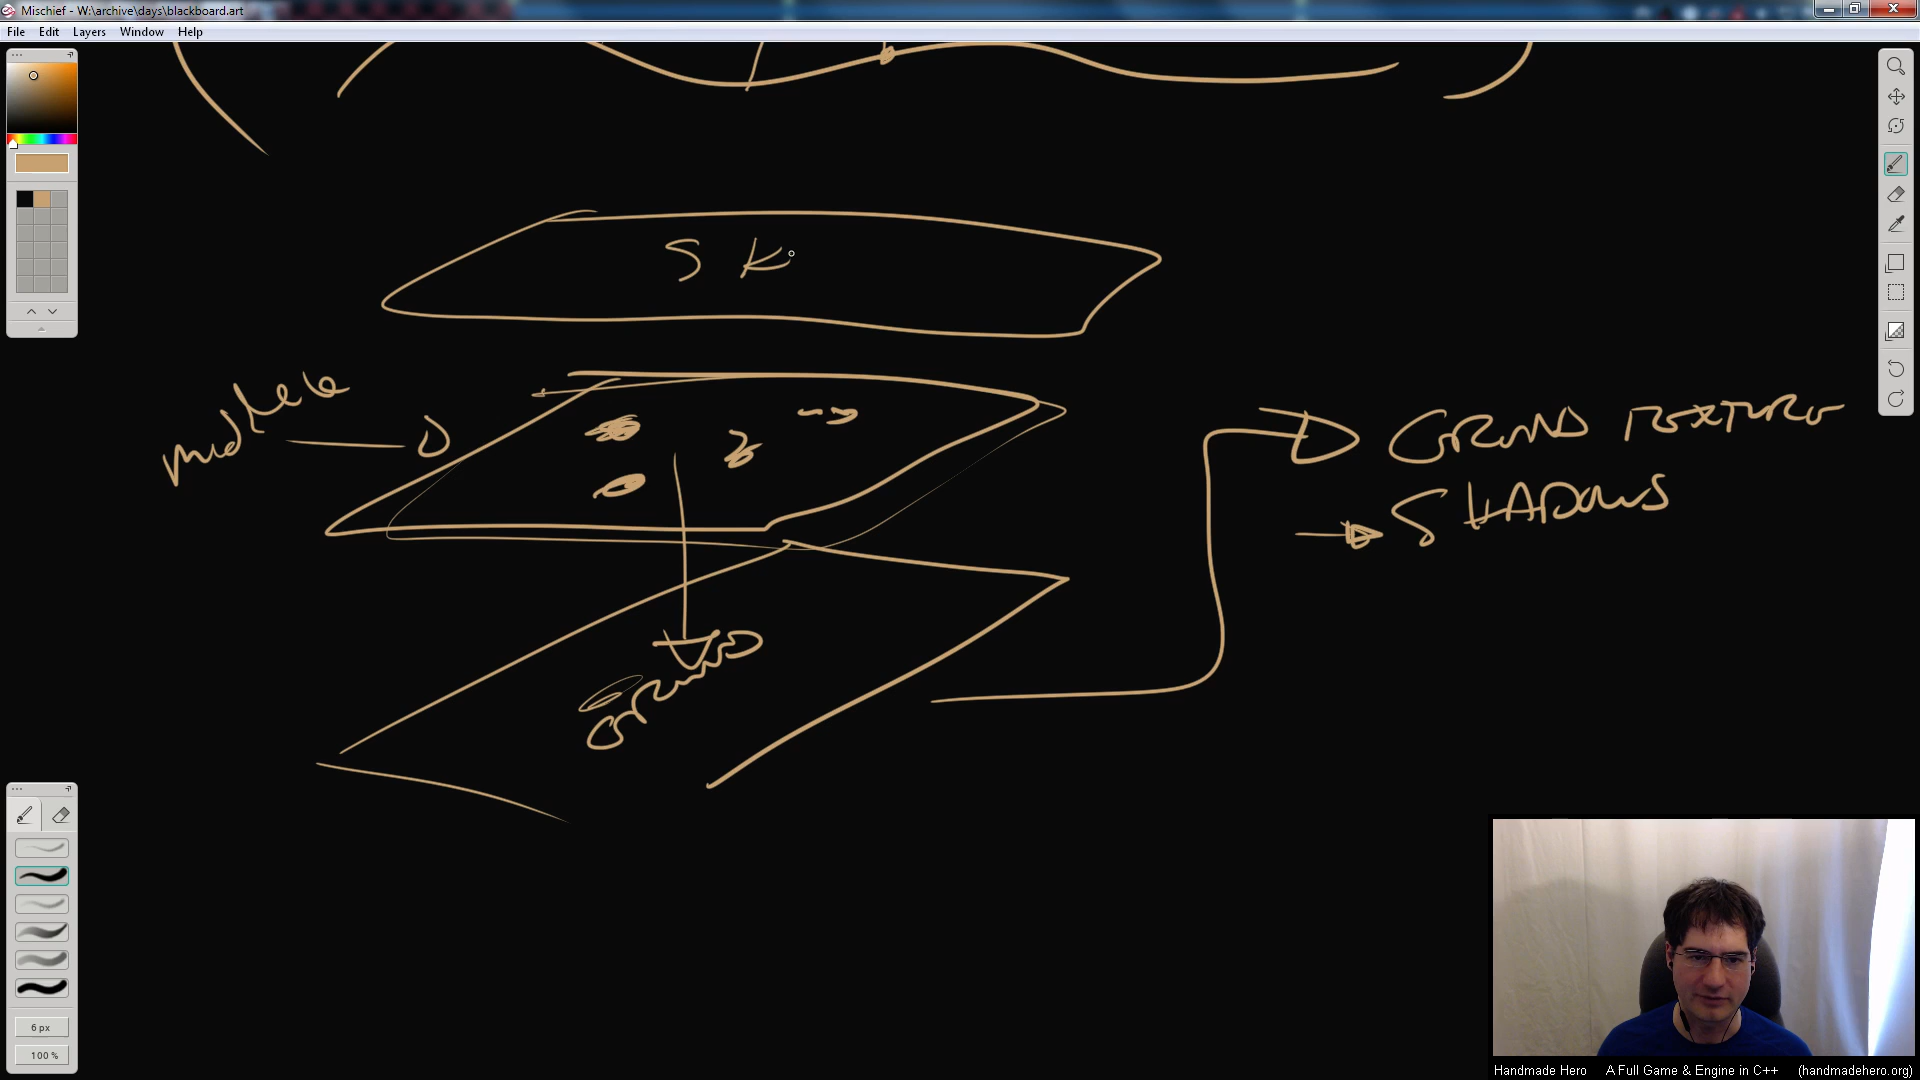 Mischief - W:\archive\days\blackboard.art
File Edit Layers Window Help
S K
middle
GROUND TEXTURE
SHADOWS
GROUND
6 px
100 %
Handmade Hero A Full Game & Engine in C++ (handmadehero.org)